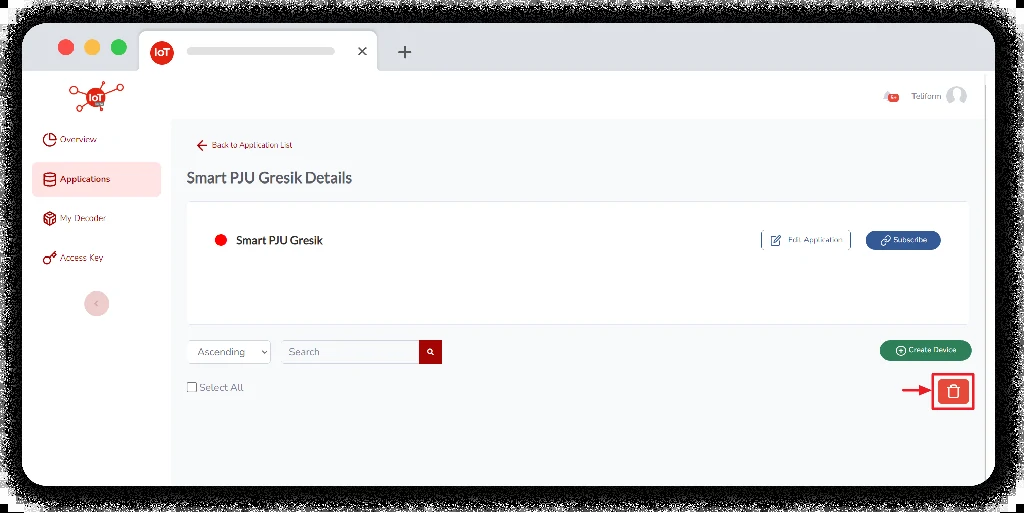 IoT
IoT
Teliform
Overview
Back to Application List
Applications
Smart PJU Gresik Details
My Decoder
Smart PJU Gresik
Edit Application
Subscribe
Access Key
Ascending
Search
Create Device
Select All